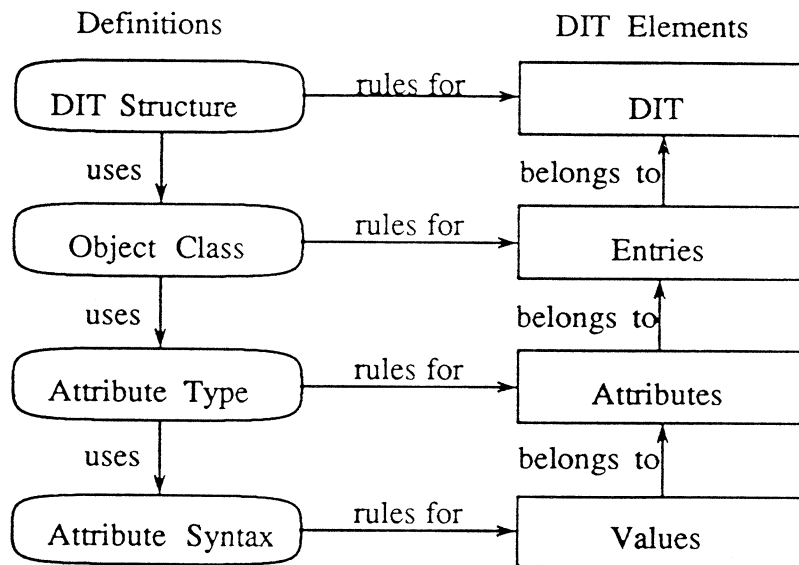 Definitions
DIT Elements
DIT Structure
rules for
DIT
uses
belongs to
Object Class
rules for
Entries
uses
belongs to
Attribute Type
rules for
Attributes
uses
belongs to
Attribute Syntax
rules for
Values